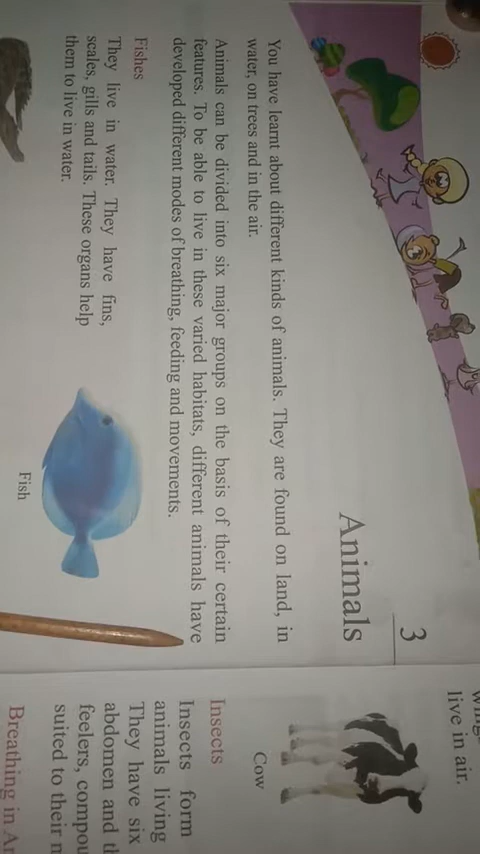 3
Animals
You have learnt about different kinds of animals. They are found on land, in
water, on trees and in the air.
Animals can be divided into six major groups on the basis of their certain
features. To be able to live in these varied habitats, different animals have
developed different modes of breathing, feeding and movements.
Fishes
They live in water. They have fins,
scales, gills and tails. These organs help
them to live in water.
Fish
live in air.
Cow
Insects
Insects form
animals living
They have six
abdomen and
feelers,
suited to their
Breathing in